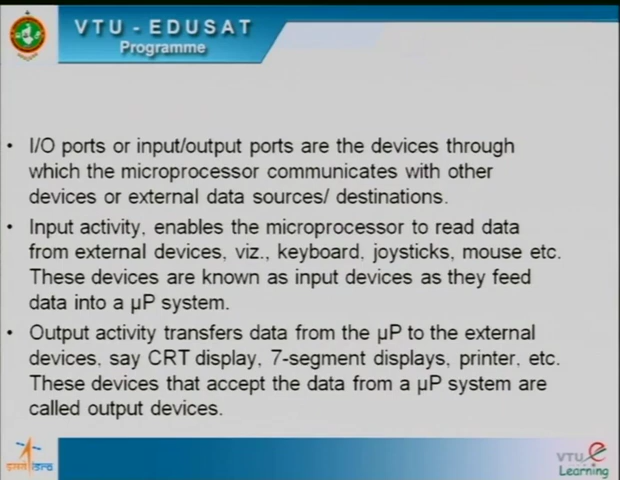 VTU - EDUSAT
Programme
• I/O ports or input/output ports are the devices through
which the microprocessor communicates with other
devices or external data sources/ destinations.
• Input activity, enables the microprocessor to read data
from external devices, viz., keyboard, joysticks, mouse etc.
These devices are known as input devices as they feed
data into a µP system.
• Output activity transfers data from the µP to the external
devices, say CRT display, 7-segment displays, printer, etc.
These devices that accept the data from a µP system are
called output devices.
इसरो isro
VTU e
Learning